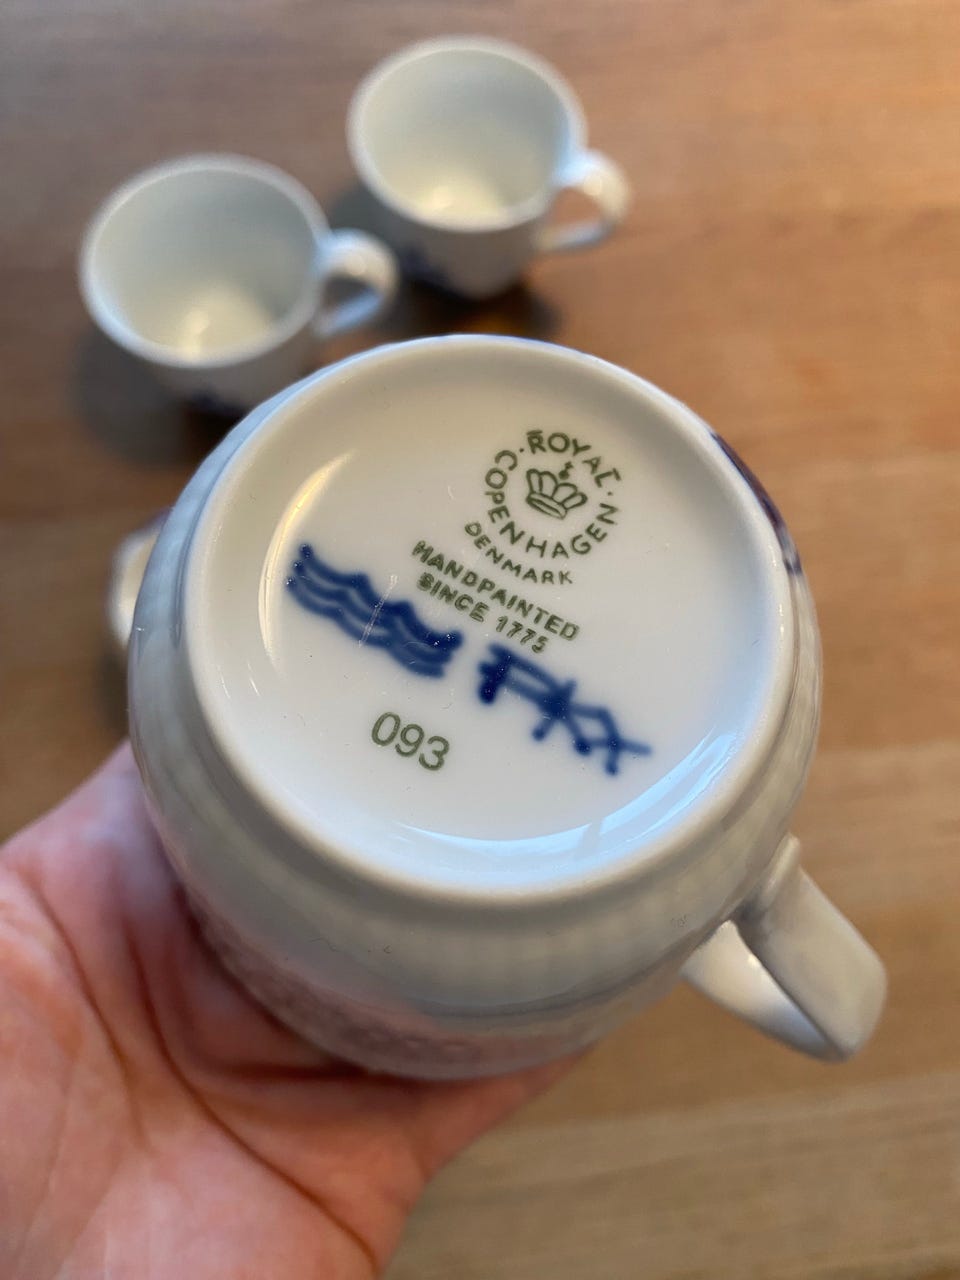 ROYAL
COPENHAGEN
DENMARK
HANDPAINTED
SINCE 1775
093